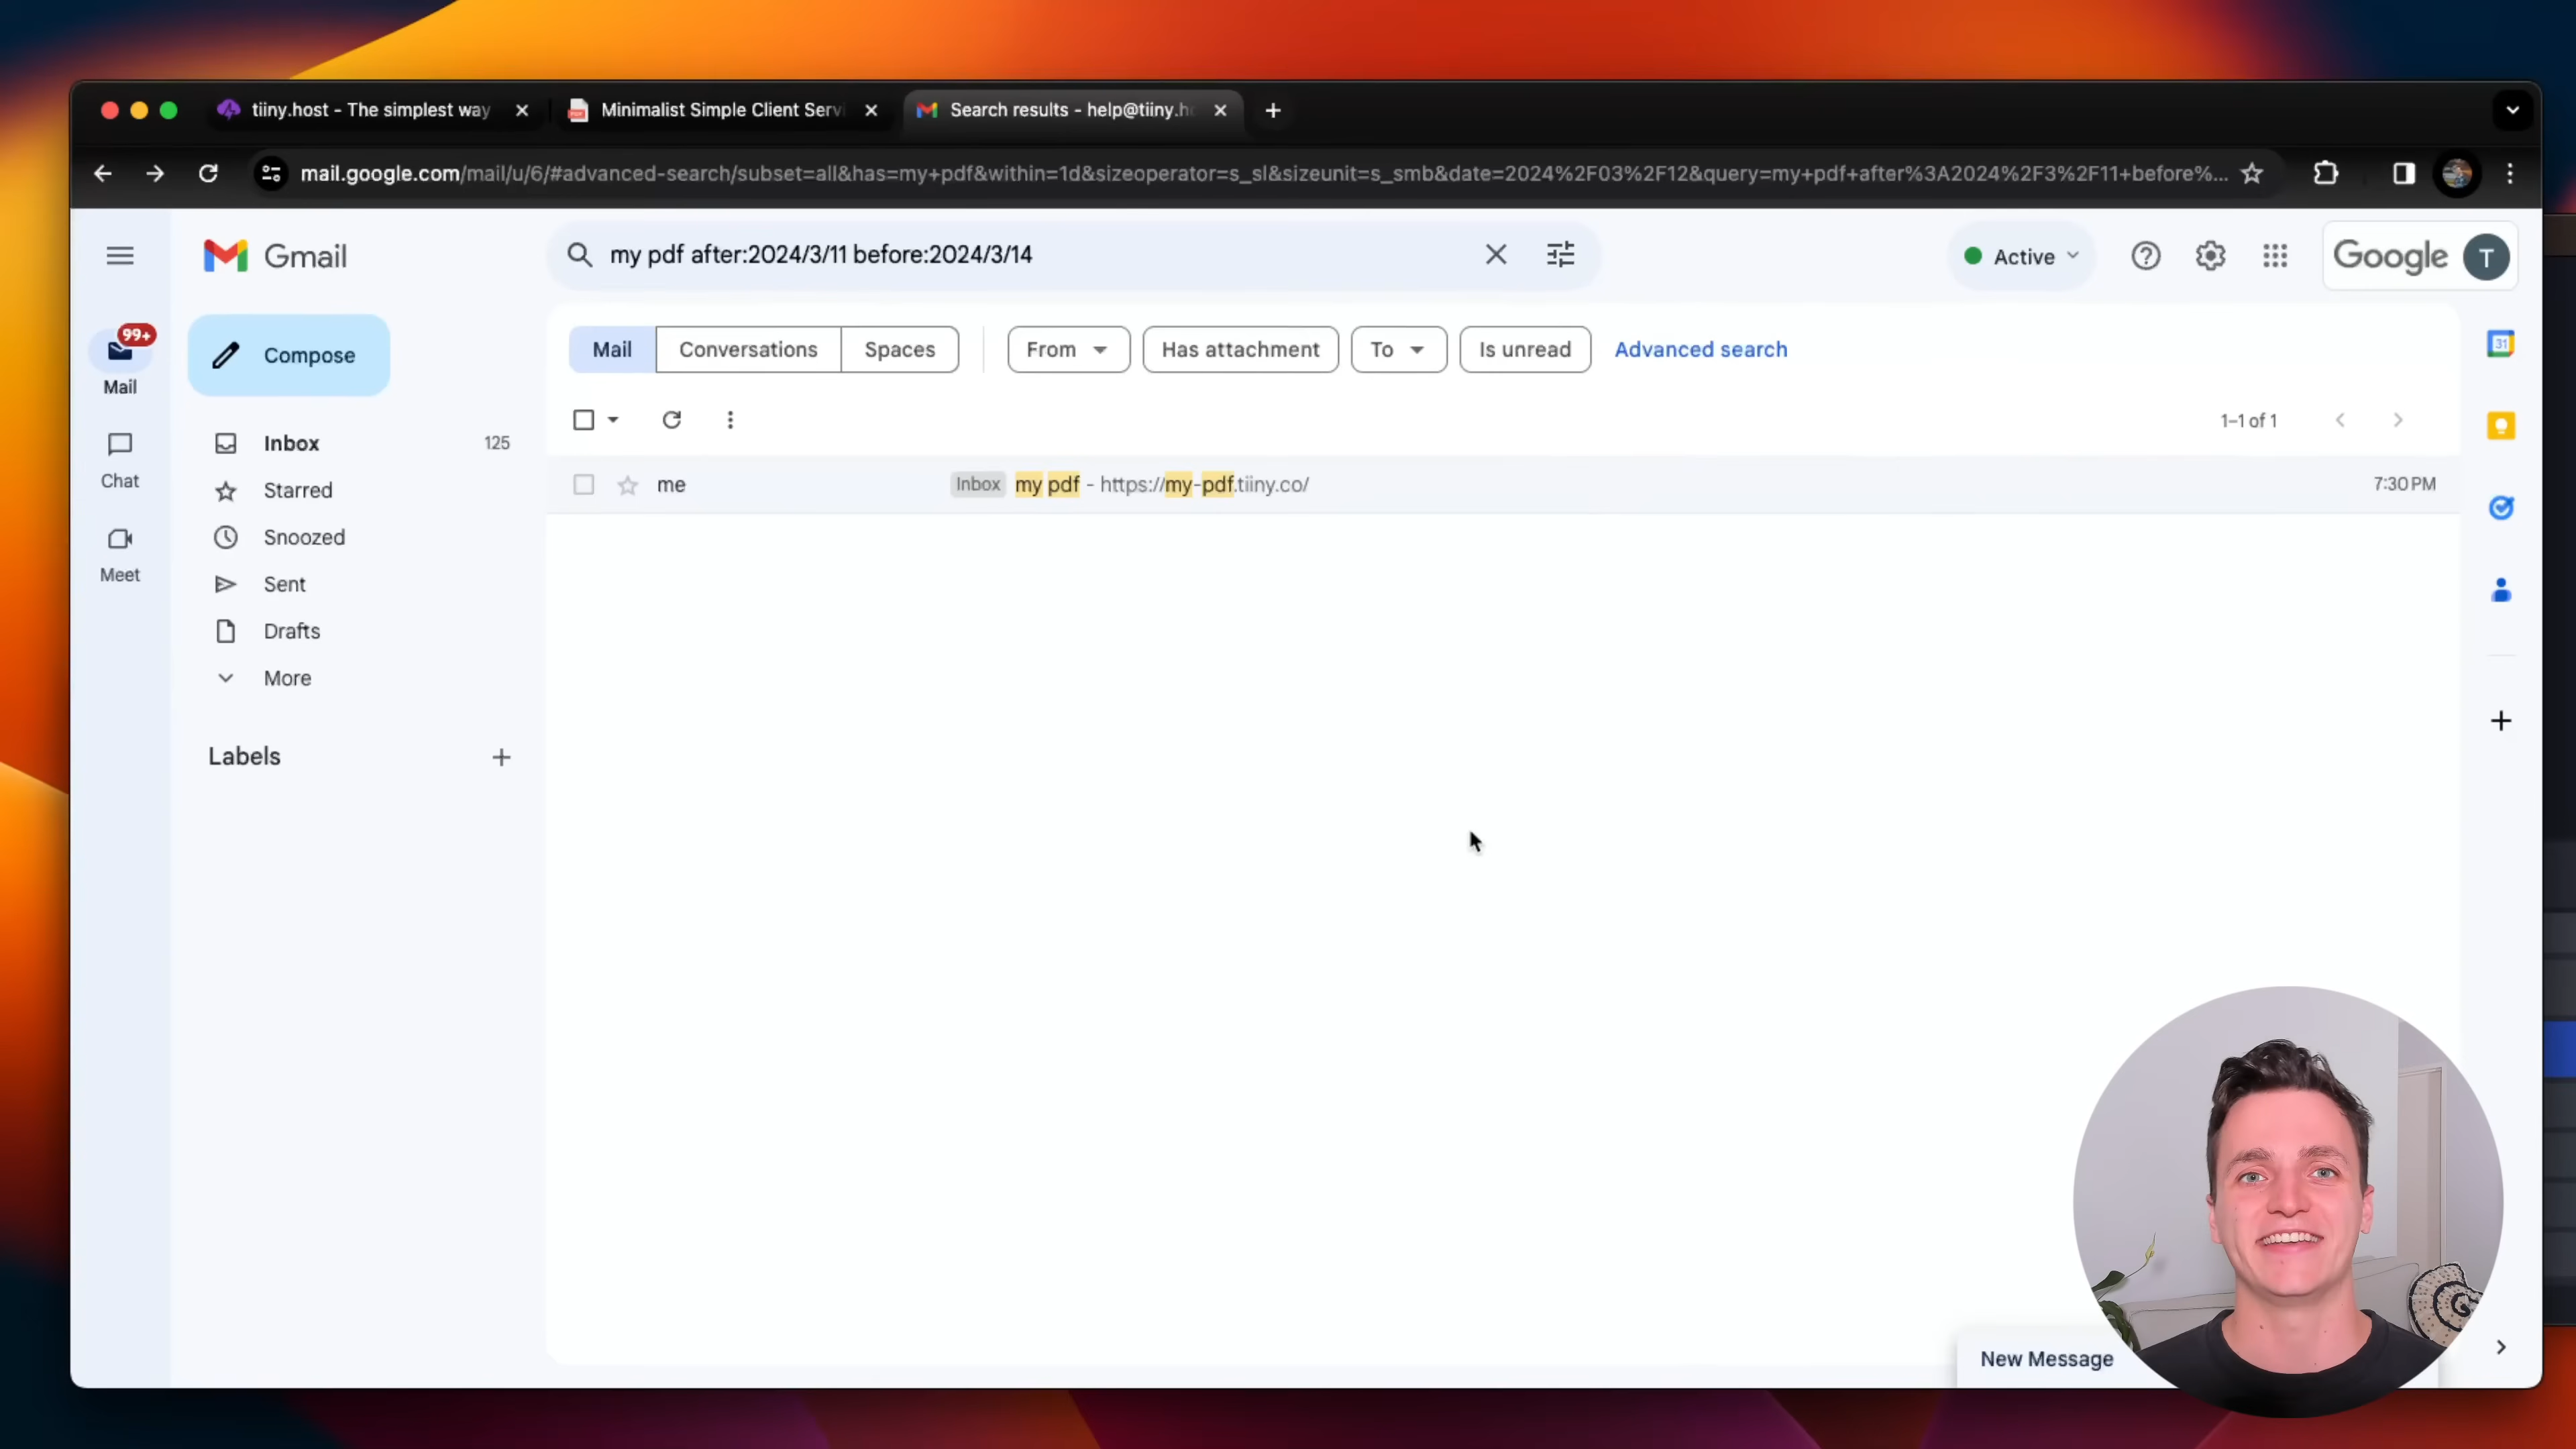 tiiny.host - The simplest way
Minimalist Simple Client Serv
Search results - help@tiiny.ho
mail.google.com/mail/u/6/#advanced-search/subset=all&has=my+pdf&within=1d&sizeoperator=s_sl&sizeunit=s_smb&date=2024%2F03%2F12&query=my+pdf+after%3A2024%2F3%2F11+before%...
Gmail
my pdf after:2024/3/11 before:2024/3/14
Active
Google
T
99+
Mail
Chat
Meet
Compose
Inbox 125
Starred
Snoozed
Sent
Drafts
More
Labels
Mail Conversations Spaces From Has attachment To Is unread Advanced search
1–1 of 1
me Inbox my pdf - https://my-pdf.tiiny.co/ 7:30 PM
31
New Message